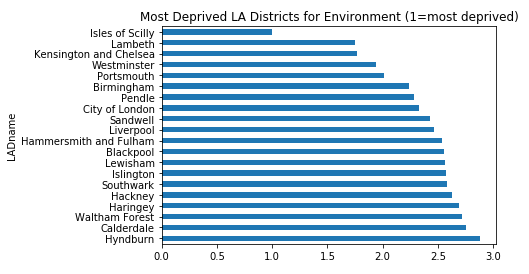 Most Deprived LA Districts for Environment (1=most deprived)
LADname
Isles of Scilly
Lambeth
Kensington and Chelsea
Westminster
Portsmouth
Birmingham
Pendle
City of London
Sandwell
Liverpool
Hammersmith and Fulham
Blackpool
Lewisham
Islington
Southwark
Hackney
Haringey
Waltham Forest
Calderdale
Hyndburn
0.0 0.5 1.0 1.5 2.0 2.5 3.0